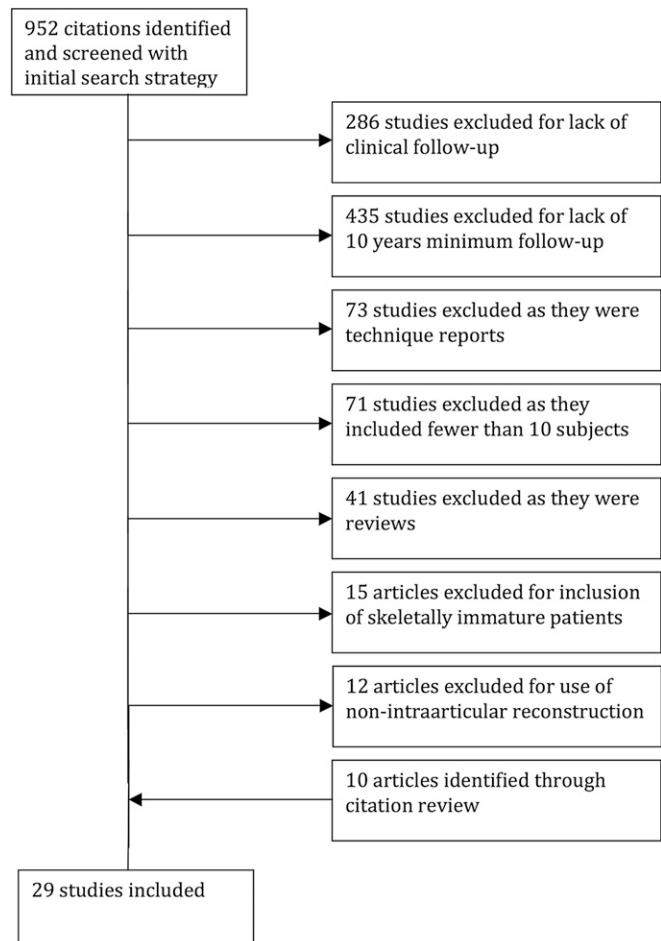 952 citations identified
and screened with
initial search strategy
286 studies excluded for lack of
clinical follow-up
435 studies excluded for lack of
10 years minimum follow-up
73 studies excluded as they were
technique reports
71 studies excluded as they
included fewer than 10 subjects
41 studies excluded as they were
reviews
15 articles excluded for inclusion
of skeletally immature patients
12 articles excluded for use of
non-intraarticular reconstruction
10 articles identified through
citation review
29 studies included